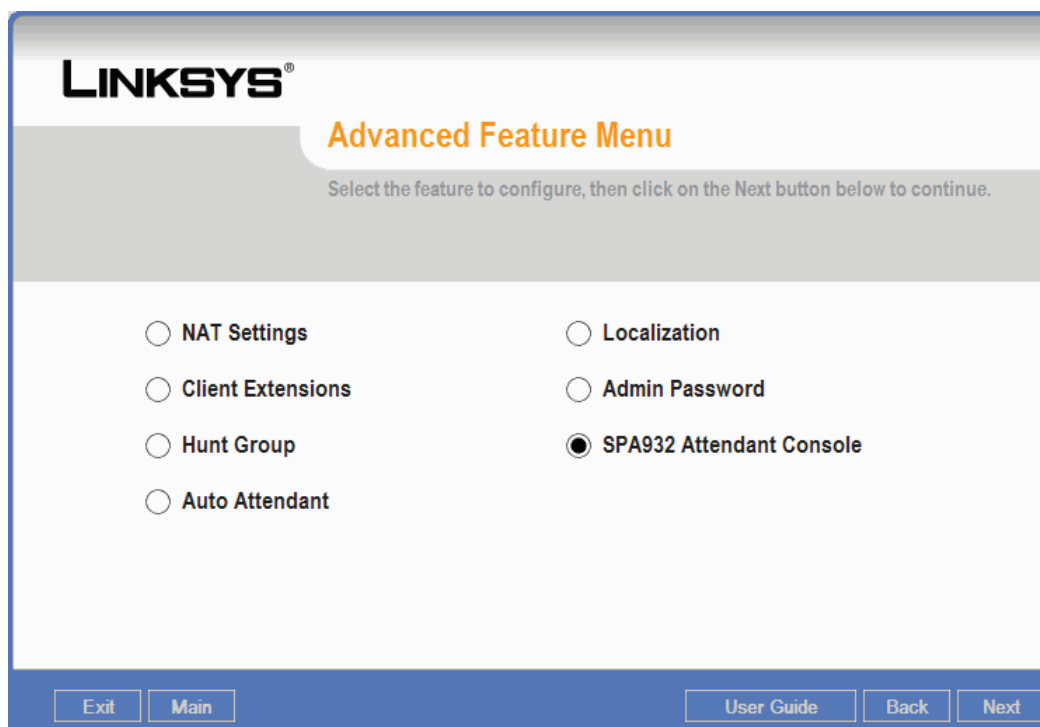 LINKSYS®
Advanced Feature Menu
Select the feature to configure, then click on the Next button below to continue.
NAT Settings
Client Extensions
Hunt Group
Auto Attendant
Localization
Admin Password
SPA932 Attendant Console
Exit Main User Guide Back Next